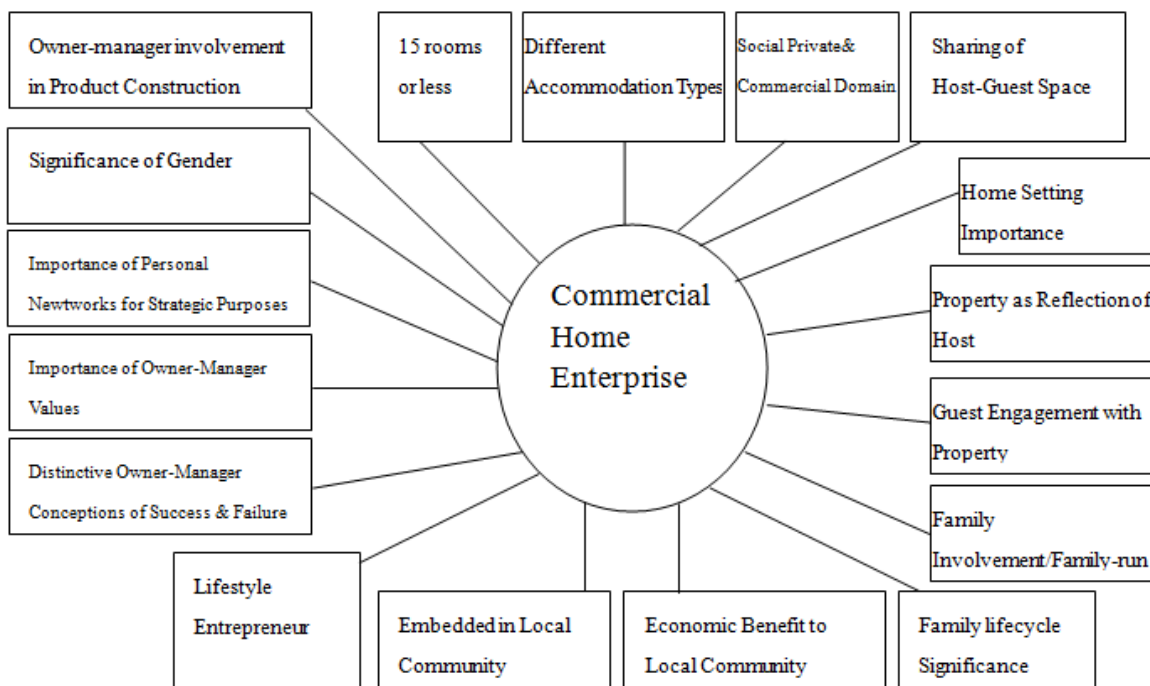 Owner-manager involvement
in Product Construction
15 rooms
or less
Different
Accommodation Types
Social Private&
Commercial Domain
Sharing of
Host-Guest Space
Significance of Gender
Home Setting
Importance
Importance of Personal
Newtworks for Strategic Purposes
Commercial
Home
Enterprise
Property as Reflection of
Host
Importance of Owner-Manager
Values
Guest Engagement with
Property
Distinctive Owner-Manager
Conceptions of Success & Failure
Family
Involvement/Family-run
Lifestyle
Entrepreneur
Embedded in Local
Community
Economic Benefit to
Local Community
Family lifecycle
Significance